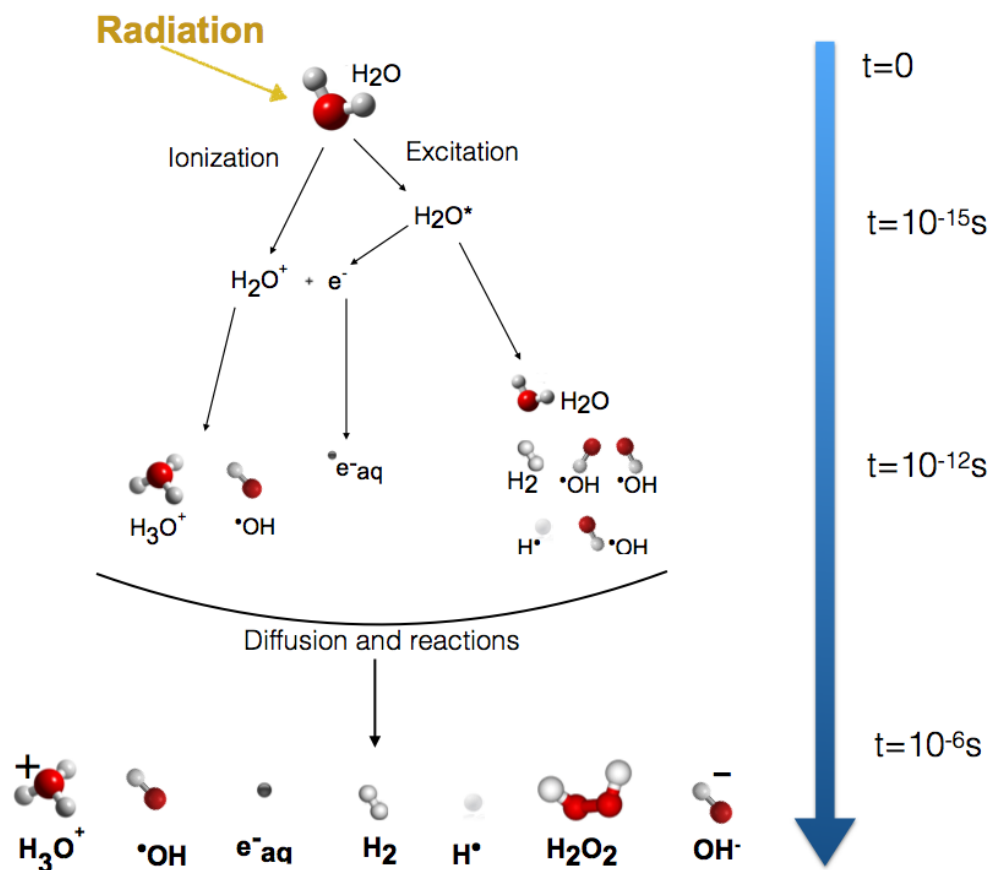 Radiation
H2O
t=0
Ionization
Excitation
H2O*
t=10⁻¹⁵s
H₂O⁺ + e⁻
H2O
e⁻aq
t=10⁻¹²s
H2 •OH •OH
H₃O⁺ •OH
H• •OH
Diffusion and reactions
t=10⁻⁶s
+ −
H₃O⁺ •OH e⁻aq H₂ H• H₂O₂ OH⁻